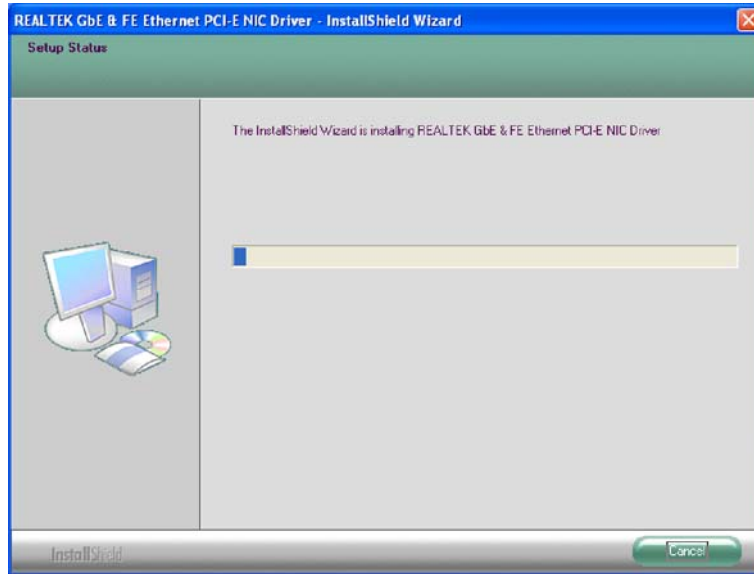 REALTEK GbE & FE Ethernet PCI-E NIC Driver - InstallShield Wizard
Setup Status
The InstallShield Wizard is installing REALTEK GbE & FE Ethernet PCI-E NIC Driver
InstallShield
Cancel